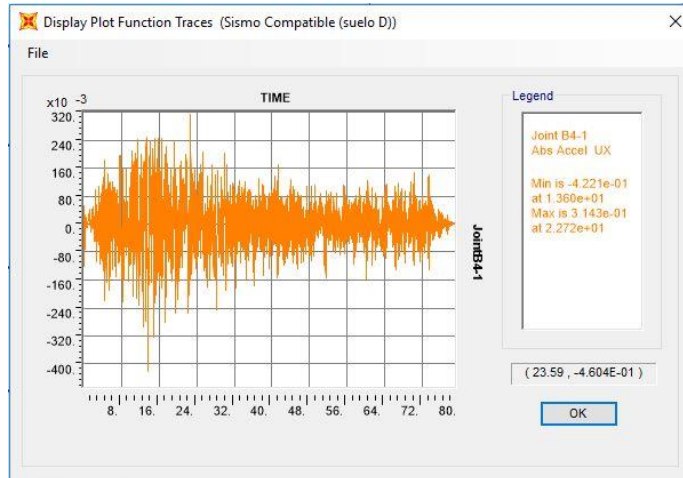 Display Plot Function Traces (Sismo Compatible (suelo D))
File
x10 -3
TIME
320.
240.
160.
80.
0.
-80.
-160.
-240.
-320.
-400.
8. 16. 24. 32. 40. 48. 56. 64. 72. 80.
JointB4-1
Legend
Joint B4-1
Abs Accel UX
Min is -4.221e-01
at 1.360e+01
Max is 3.143e-01
at 2.272e+01
( 23.59 , -4.604E-01 )
OK